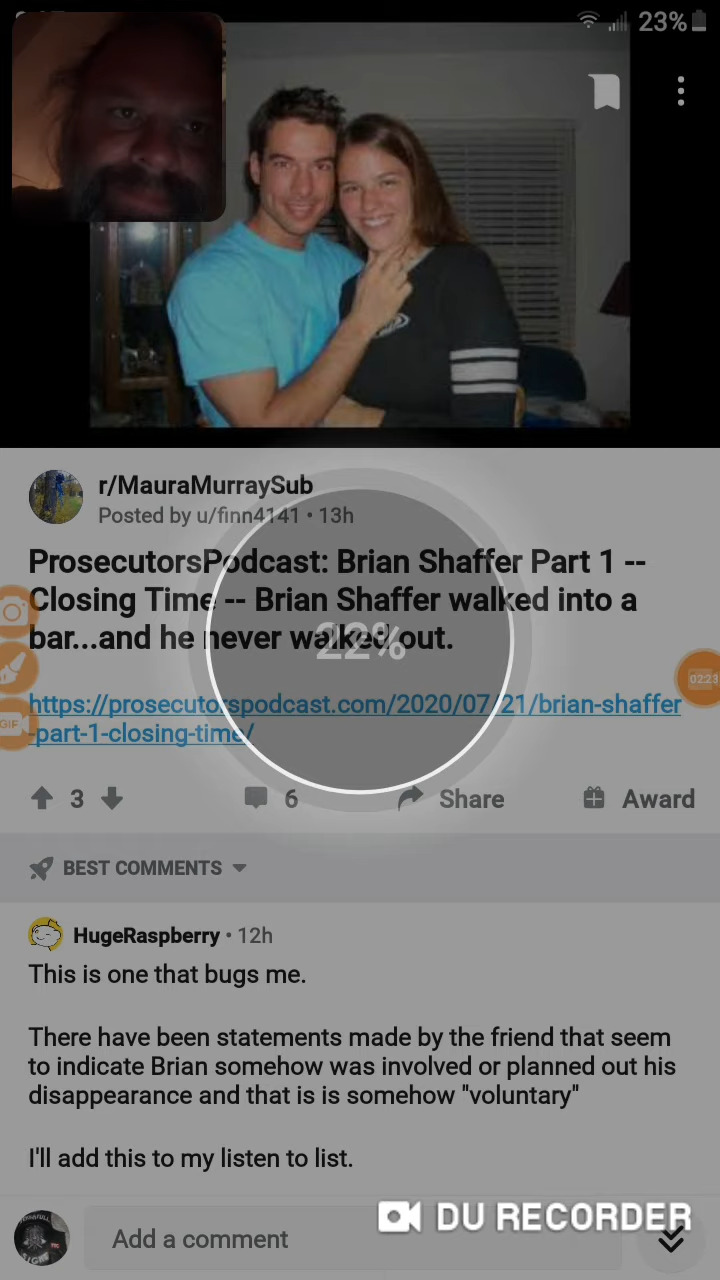 23%
r/MauraMurraySub
Posted by u/finn4141 • 13h
ProsecutorsPodcast: Brian Shaffer Part 1 --
Closing Time -- Brian Shaffer walked into a
bar...and he never walked out.
22%
02:23
GIF
https://prosecutorspodcast.com/2020/07/21/brian-shaffer
-part-1-closing-time/
3
6
Share
Award
BEST COMMENTS
HugeRaspberry • 12h
This is one that bugs me.
There have been statements made by the friend that seem
to indicate Brian somehow was involved or planned out his
disappearance and that is is somehow "voluntary"
I'll add this to my listen to list.
DU RECORDER
Add a comment